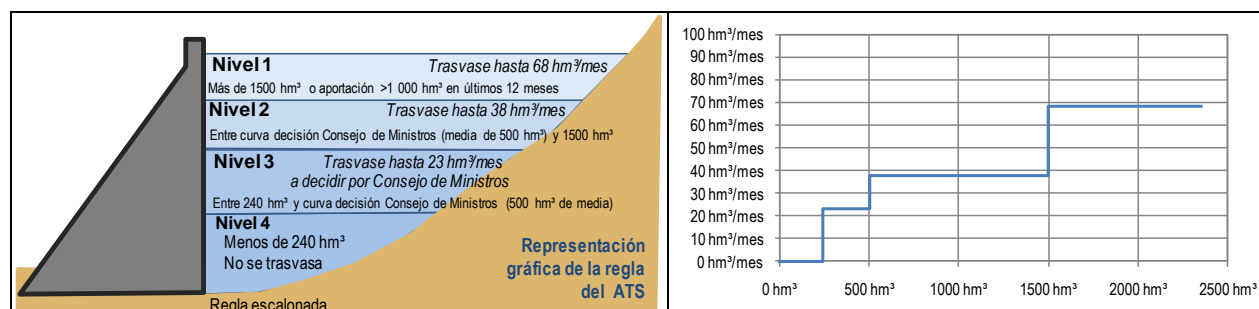 Nivel 1 Trasvase hasta 68 hm³/mes
Más de 1500 hm³ o aportación >1 000 hm³ en últimos 12 meses
Nivel 2 Trasvase hasta 38 hm³/mes
Entre curva decisión Consejo de Ministros (media de 500 hm³) y 1500 hm³
Nivel 3 Trasvase hasta 23 hm³/mes
a decidir por Consejo de Ministros
Entre 240 hm³ y curva decisión Consejo de Ministros (500 hm³ de media)
Nivel 4
Menos de 240 hm³
No se trasvasa
Representación
gráfica de la regla
del ATS
Regla escalonada
100 hm³/mes
90 hm³/mes
80 hm³/mes
70 hm³/mes
60 hm³/mes
50 hm³/mes
40 hm³/mes
30 hm³/mes
20 hm³/mes
10 hm³/mes
0 hm³/mes
0 hm³ 500 hm³ 1000 hm³ 1500 hm³ 2000 hm³ 2500 hm³